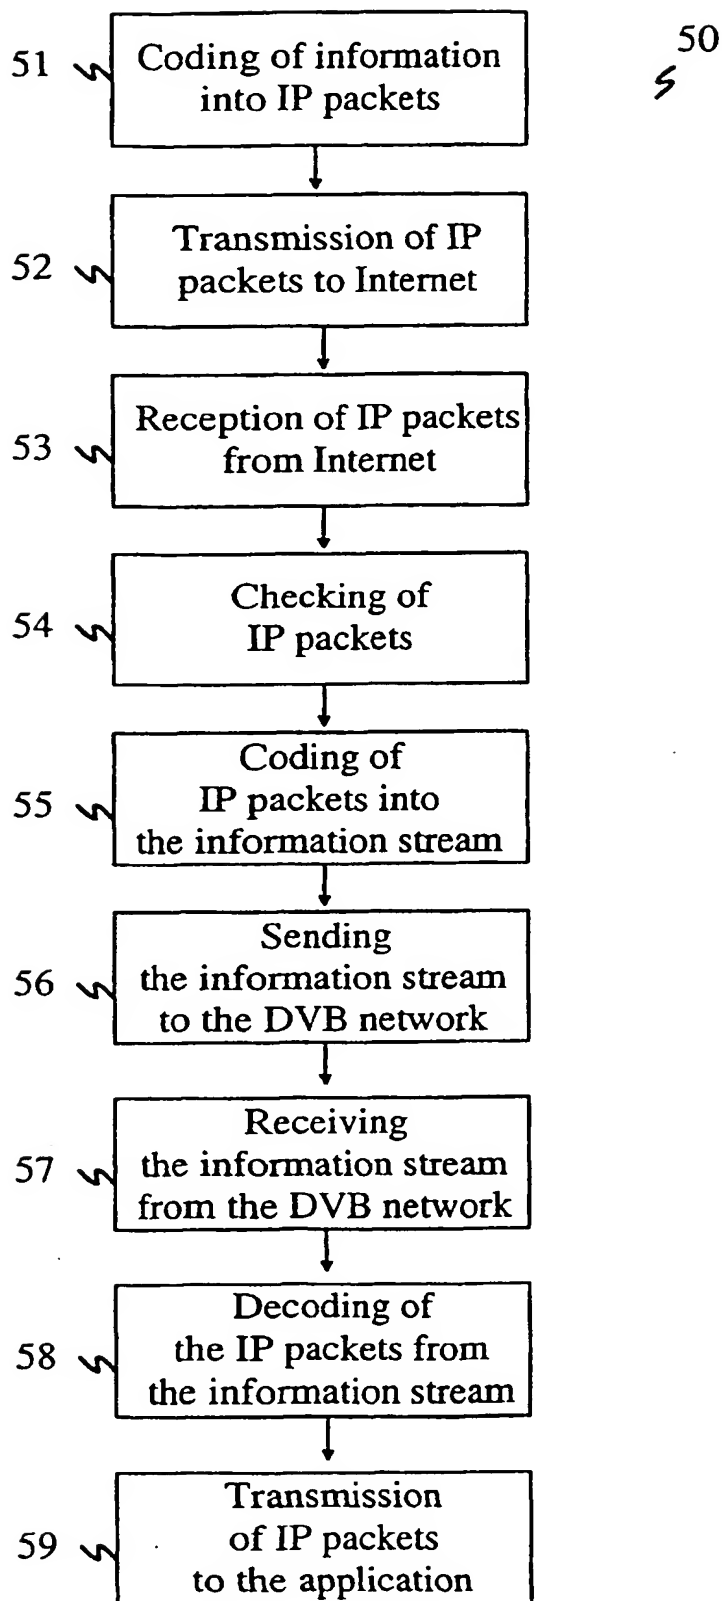 50
51 Coding of information
into IP packets
52 Transmission of IP
packets to Internet
53 Reception of IP packets
from Internet
54 Checking of
IP packets
Coding of
55 IP packets into
the information stream
Sending
56 the information stream
to the DVB network
Receiving
57 the information stream
from the DVB network
Decoding of
58 the IP packets from
the information stream
Transmission
59 of IP packets
to the application